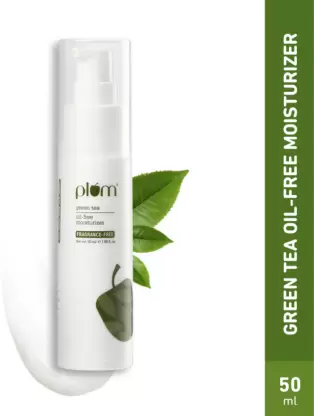 plum
green tea
oil-free
moisturizer
FRAGRANCE-FREE
GREEN TEA OIL-FREE MOISTURIZER
50
ml